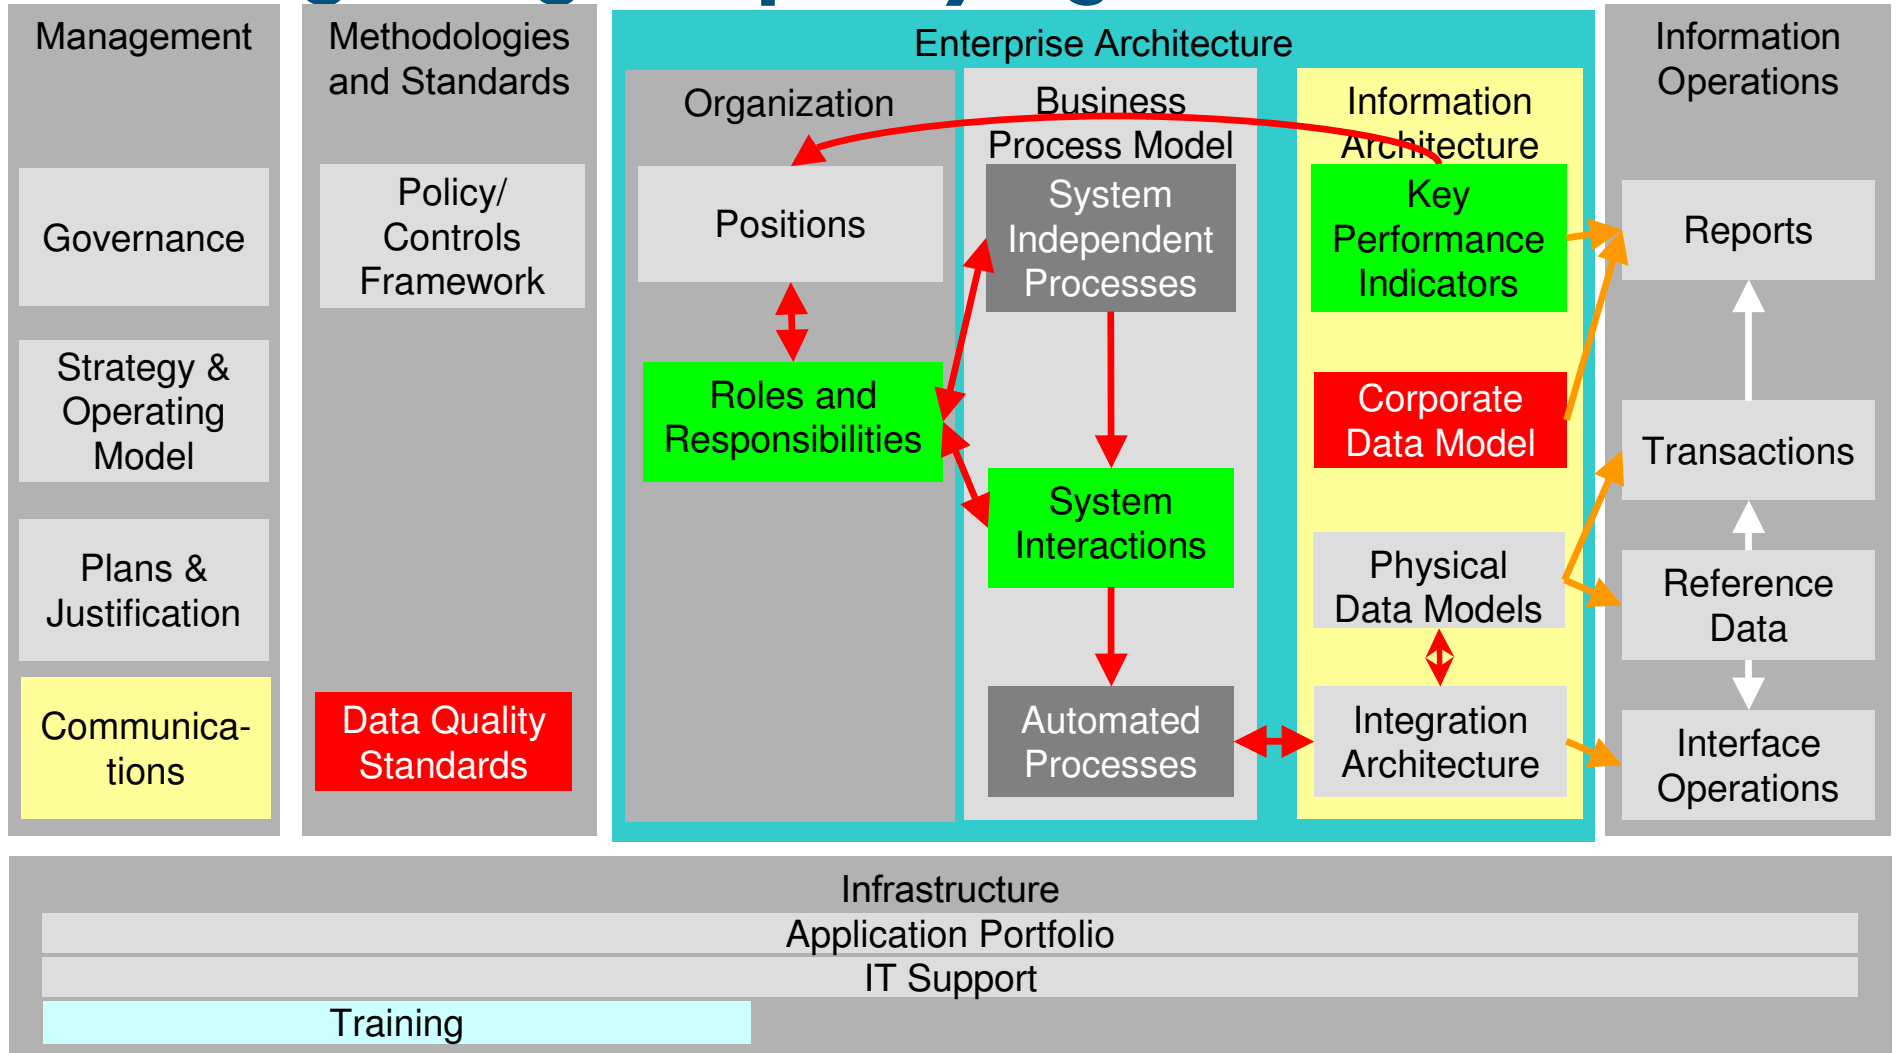 Management
Governance
Strategy &
Operating
Model
Plans &
Justification
Communica-
tions
Methodologies
and Standards
Policy/
Controls
Framework
Data Quality
Standards
Enterprise Architecture
Organization
Positions
Roles and
Responsibilities
Business
Process Model
System
Independent
Processes
System
Interactions
Automated
Processes
Information
Architecture
Key
Performance
Indicators
Corporate
Data Model
Physical
Data Models
Integration
Architecture
Information
Operations
Reports
Transactions
Reference
Data
Interface
Operations
Infrastructure
Application Portfolio
IT Support
Training